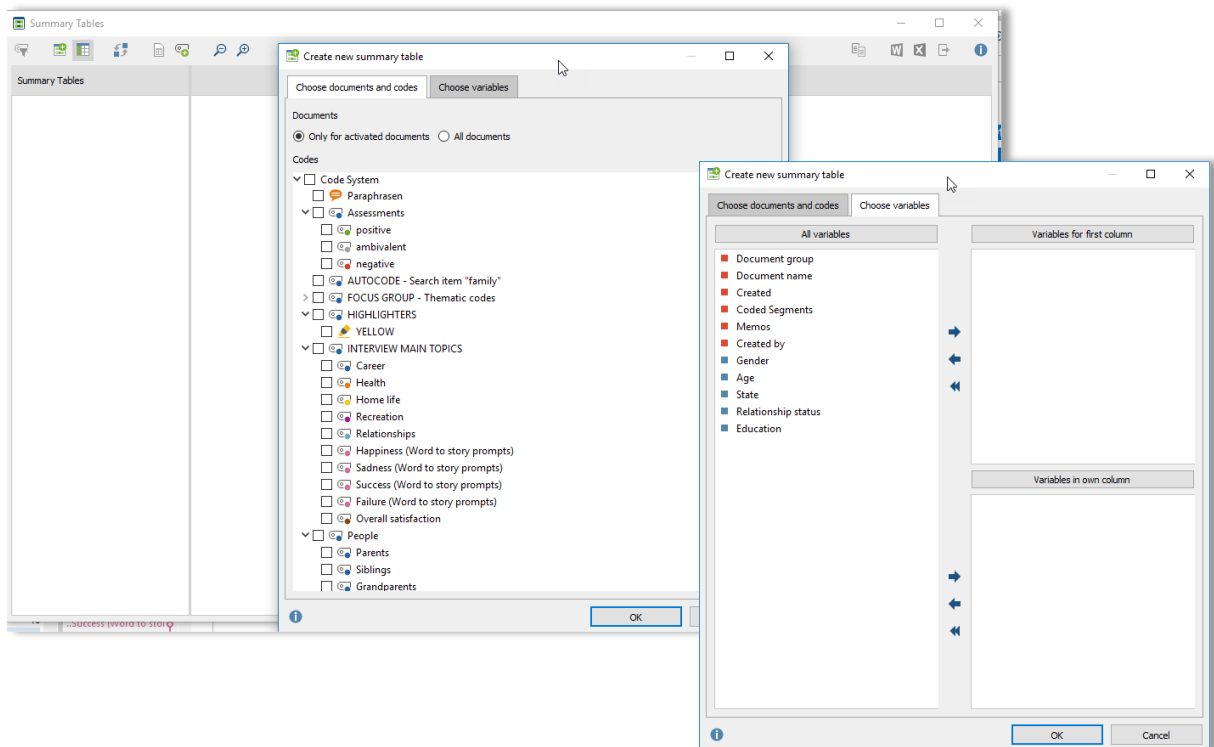 Summary Tables
Summary Tables
Create new summary table
Choose documents and codes
Choose variables
Documents
Only for activated documents
All documents
Codes
Code System
Paraphrasen
Assessments
positive
ambivalent
negative
AUTOCODE - Search item "family"
FOCUS GROUP - Thematic codes
HIGHLIGHTERS
YELLOW
INTERVIEW MAIN TOPICS
Career
Health
Home life
Recreation
Relationships
Happiness (Word to story prompts)
Sadness (Word to story prompts)
Success (Word to story prompts)
Failure (Word to story prompts)
Overall satisfaction
People
Parents
Siblings
Grandparents
OK
..Success (Word to stor
Create new summary table
Choose documents and codes
Choose variables
All variables
Document group
Document name
Created
Coded Segments
Memos
Created by
Gender
Age
State
Relationship status
Education
Variables for first column
Variables in own column
OK
Cancel